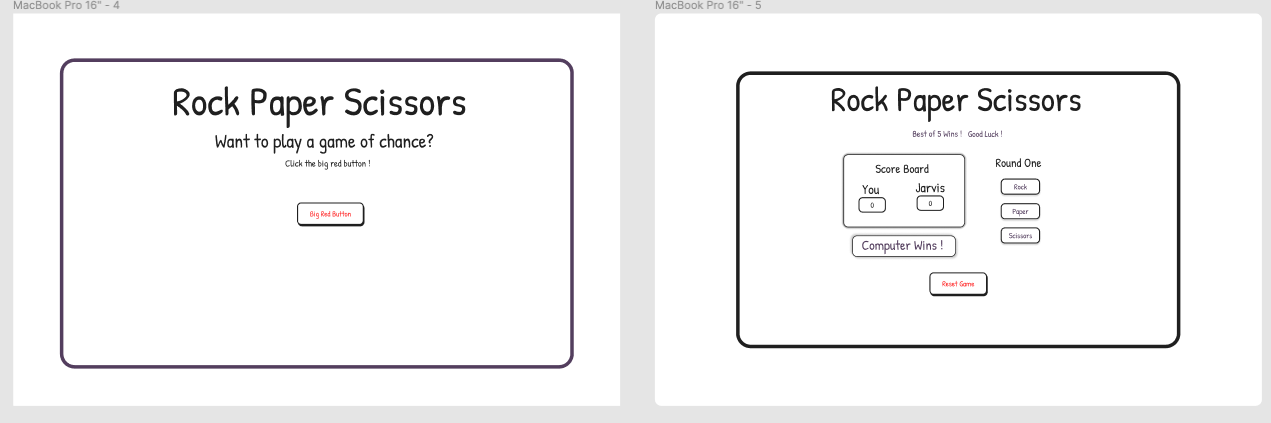 MacBook Pro 16" - 4
Rock Paper Scissors
Want to play a game of chance?
Click the big red button !
Big Red Button
MacBook Pro 16" - 5
Rock Paper Scissors
Best of 5 Wins ! Good Luck !
Score Board
You Jarvis
0 0
Computer Wins !
Round One
Rock
Paper
Scissors
Reset Game